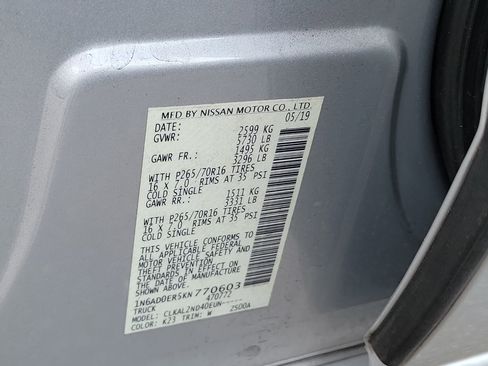 MFD BY NISSAN MOTOR CO., LTD.
DATE: 05/19
GVWR: 2599 KG
5730 LB
GAWR FR: 1495 KG
3296 LB
WITH P265/70R16 TIRES
16 X 7.0 RIMS AT 35 PSI
COLD SINGLE
GAWR RR: 1511 KG
3331 LB
WITH P265/70R16 TIRES
16 X 7.0 RIMS AT 35 PSI
COLD SINGLE
THIS VEHICLE CONFORMS TO
ALL APPLICABLE FEDERAL
MOTOR VEHICLE SAFETY
STANDARDS IN EFFECT ON
THE DATE OF MANUFACTURE
SHOWN ABOVE.
1N6AD0ER5KN770603
TRUCK 470772
MODEL: CLKAL2ND40EUN-----
COLOR: K23 TRIM: W 2500A